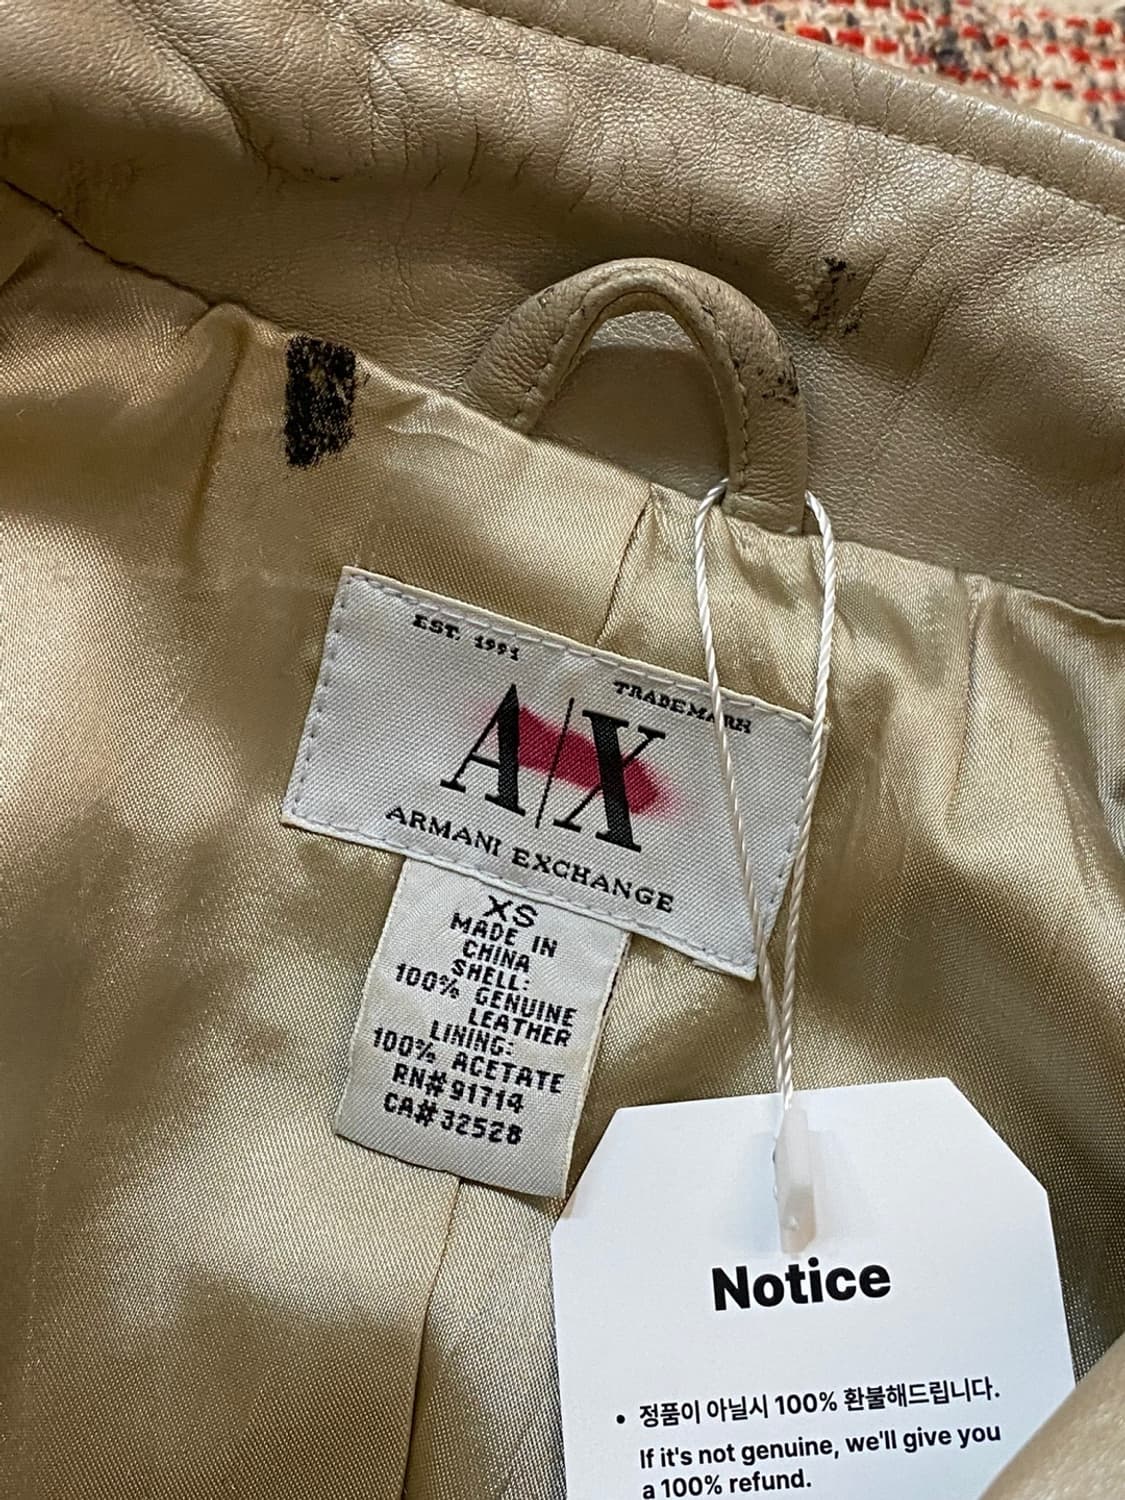 EST. 1991
TRADEMARK
A|X
ARMANI EXCHANGE
XS
MADE IN
CHINA
SHELL:
100% GENUINE
LEATHER
LINING:
100% ACETATE
RN#91714
CA#32528
Notice
• 정품이 아닐시 100% 환불해드립니다.
If it's not genuine, we'll give you
a 100% refund.